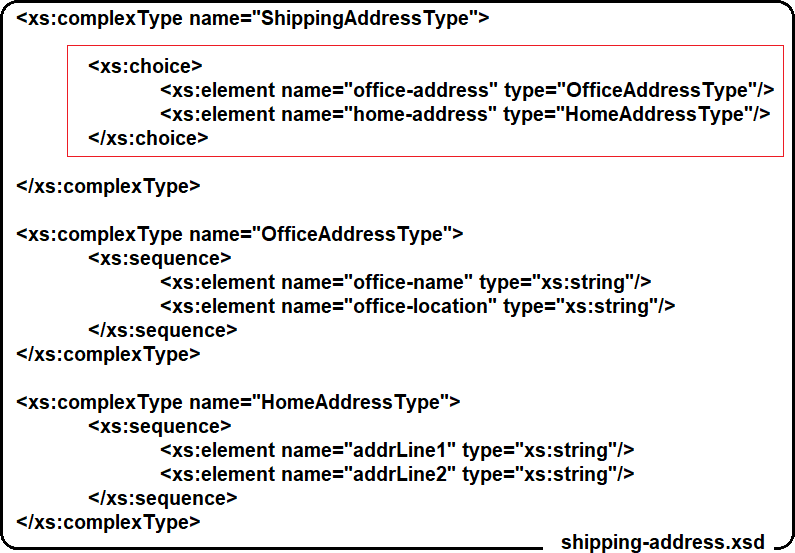 <xs:complexType name="ShippingAddressType">
<xs:choice>
<xs:element name="office-address" type="OfficeAddressType"/>
<xs:element name="home-address" type="HomeAddressType"/>
</xs:choice>
</xs:complexType>
<xs:complexType name="OfficeAddressType">
<xs:sequence>
<xs:element name="office-name" type="xs:string"/>
<xs:element name="office-location" type="xs:string"/>
</xs:sequence>
</xs:complexType>
<xs:complexType name="HomeAddressType">
<xs:sequence>
<xs:element name="addrLine1" type="xs:string"/>
<xs:element name="addrLine2" type="xs:string"/>
</xs:sequence>
</xs:complexType>
shipping-address.xsd